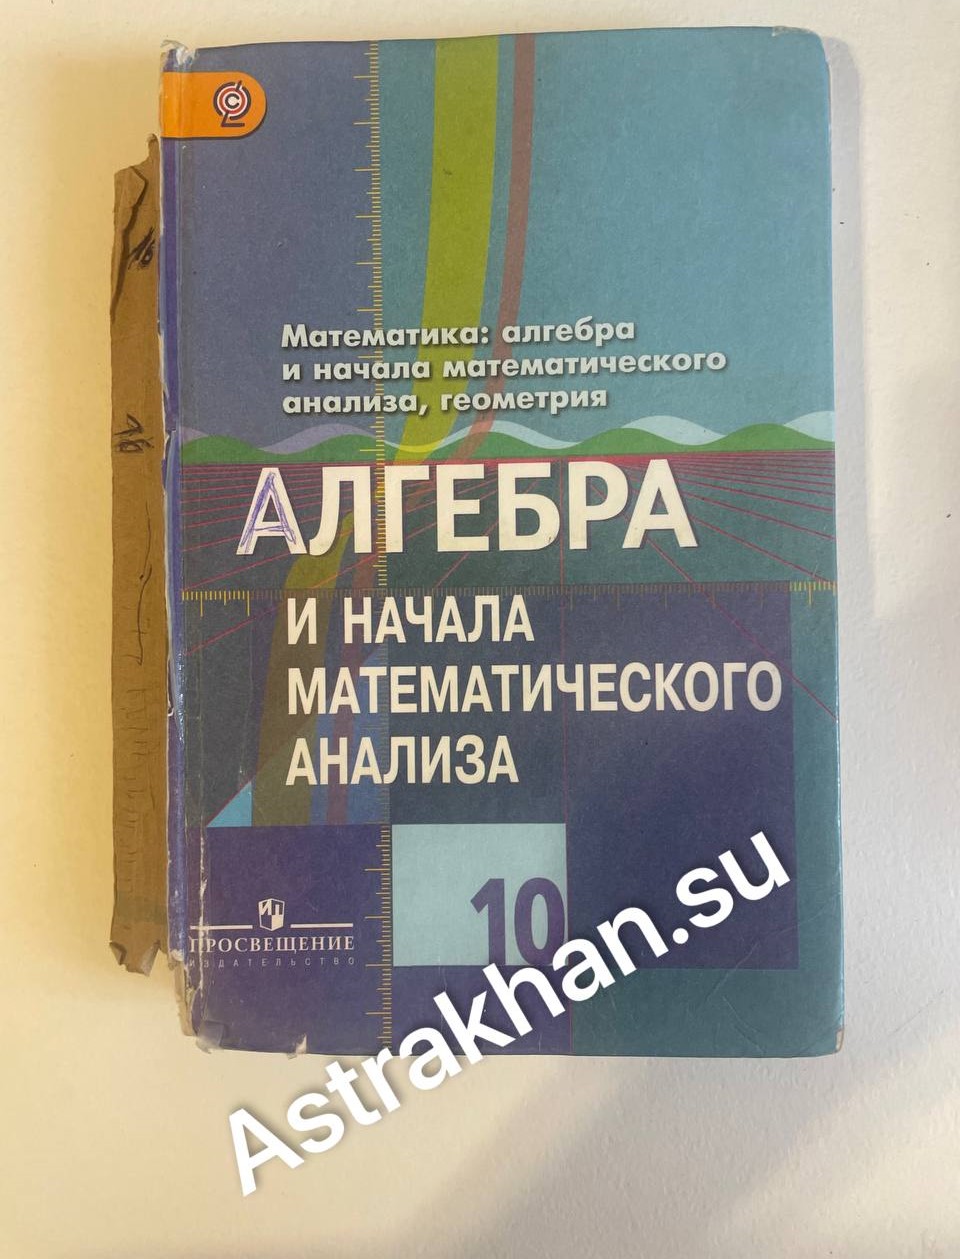 Математика: алгебра
и начала математического
анализа, геометрия
АЛГЕБРА
И НАЧАЛА
МАТЕМАТИЧЕСКОГО
АНАЛИЗА
10
ПРОСВЕЩЕНИЕ
ИЗДАТЕЛЬСТВО
Astrakhan.su